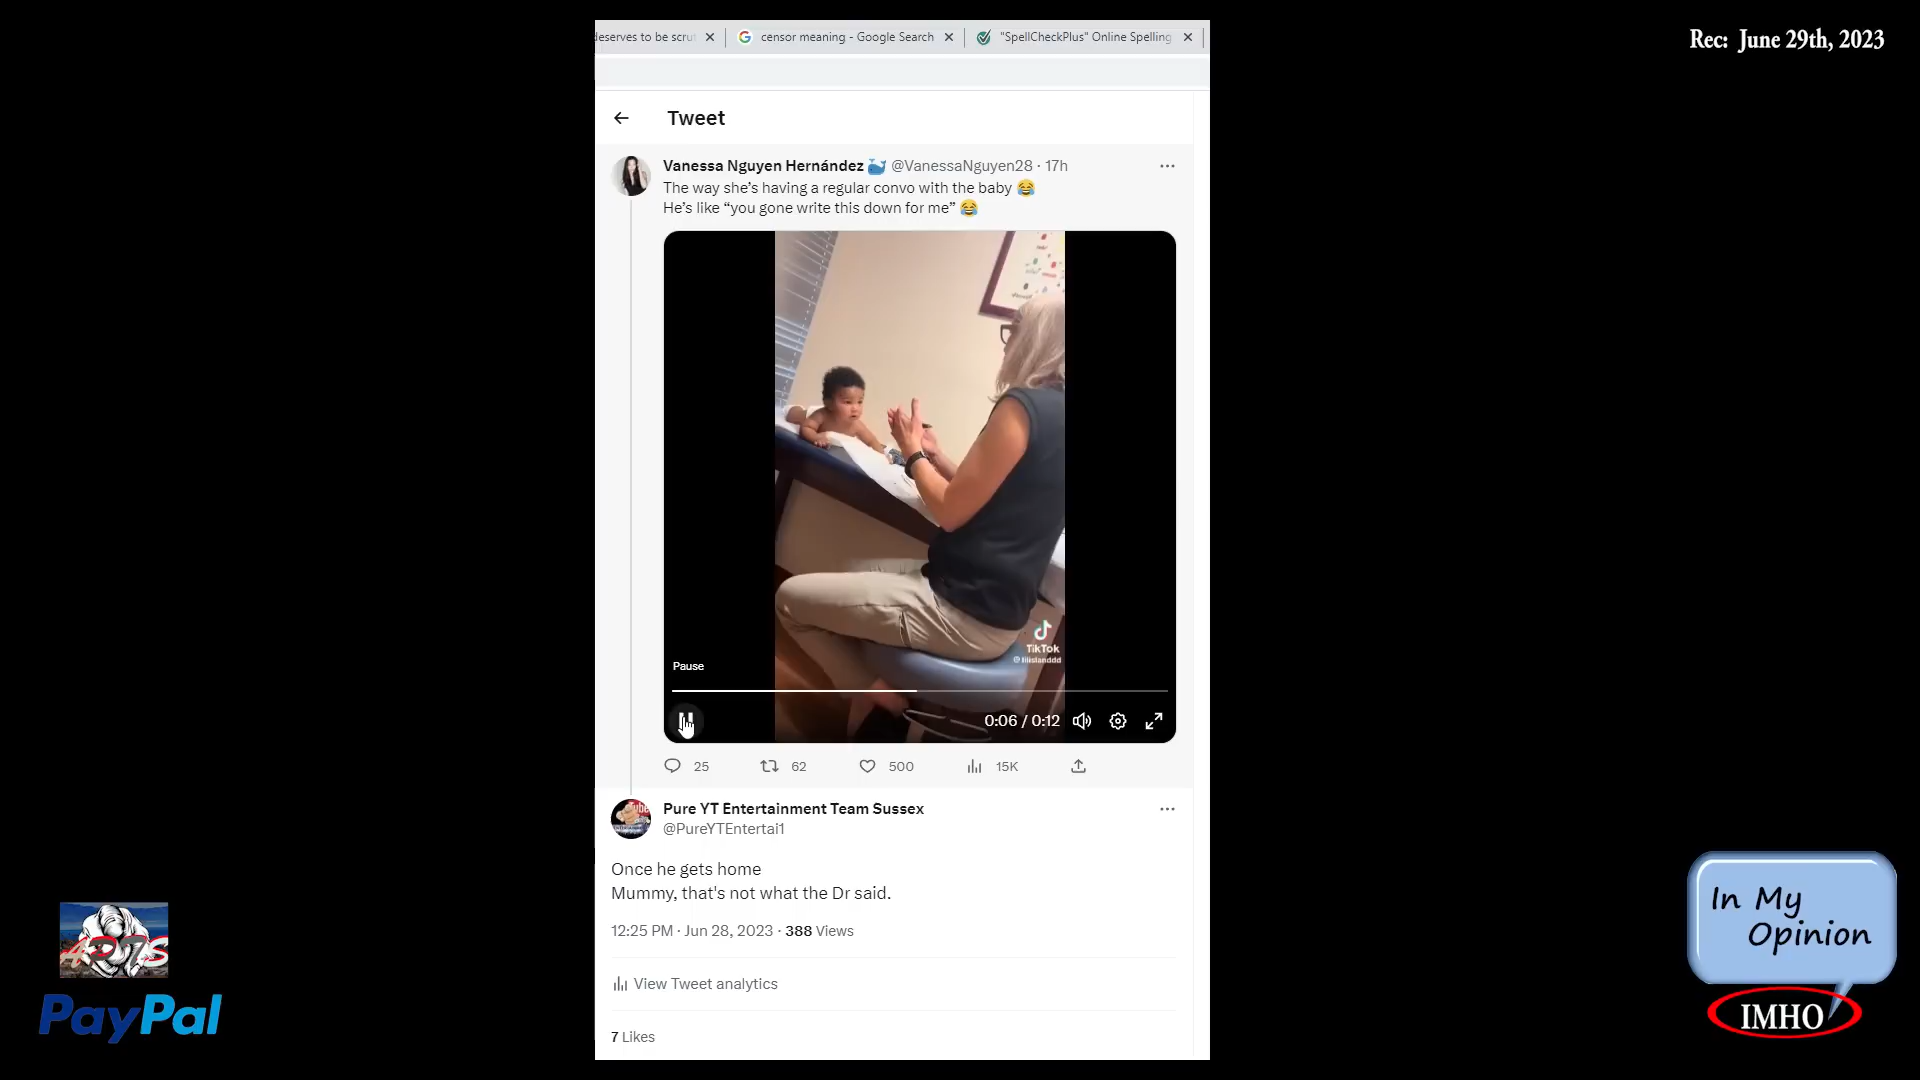 deserves to be scrut
censor meaning - Google Search
"SpellCheckPlus" Online Spelling
Rec: June 29th, 2023
Tweet
Vanessa Nguyen Hernández 🐳 @VanessaNguyen28 · 17h
The way she's having a regular convo with the baby 😂
He's like “you gone write this down for me” 😂
TikTok
@tiiislanddd
Pause
0:06 / 0:12
25 62 500 15K
Pure YT Entertainment Team Sussex
@PureYTEntertai1
Once he gets home
Mummy, that's not what the Dr said.
12:25 PM · Jun 28, 2023 · 388 Views
View Tweet analytics
7 Likes
PayPal
In My
Opinion
IMHO